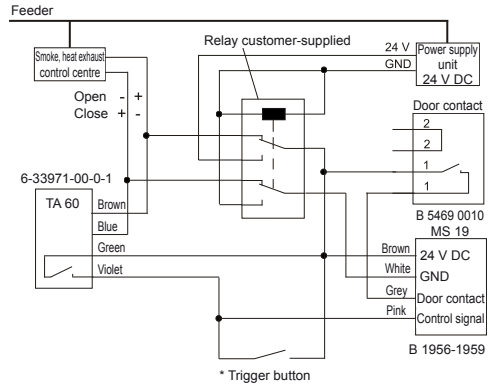 Feeder
Smoke, heat exhaust
control centre
Open - +
Close + -
Relay customer-supplied
24 V
GND
Power supply
unit
24 V DC
Door contact
2
2
1
1
B 5469 0010
6-33971-00-0-1
TA 60
Brown
Blue
Green
Violet
MS 19
Brown
24 V DC
White
GND
Grey
Door contact
Pink
Control signal
B 1956-1959
* Trigger button